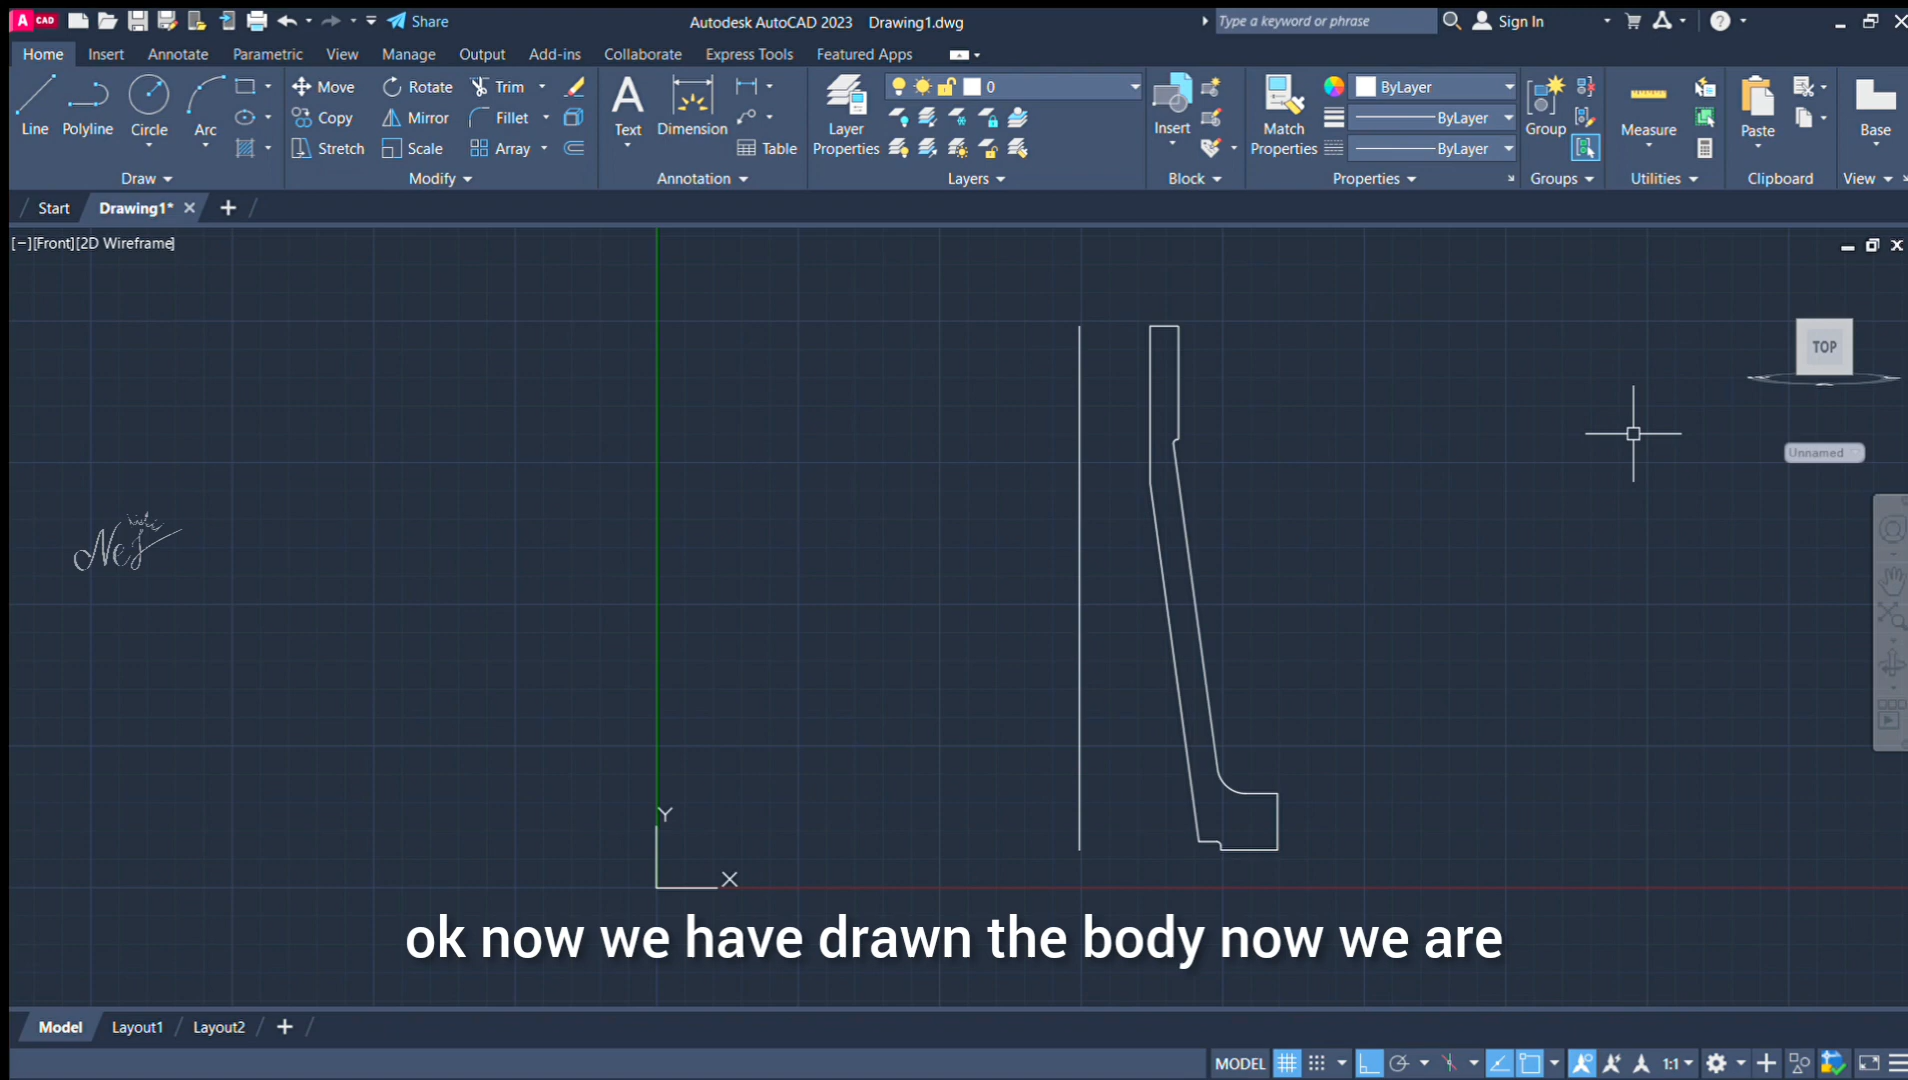 A CAD
Share
Autodesk AutoCAD 2023 Drawing1.dwg
Type a keyword or phrase
Sign In
Home Insert Annotate Parametric View Manage Output Add-ins Collaborate Express Tools Featured Apps
Line Polyline Circle Arc
Draw
Move Rotate Trim
Copy Mirror Fillet
Stretch Scale Array
Modify
Text Dimension Table
Annotation
Layer Properties
0
Layers
Insert
Block
Match Properties
ByLayer
ByLayer
ByLayer
Properties
Group
Groups
Measure
Utilities
Paste
Clipboard
Base
View
Start Drawing1*
[−][Front][2D Wireframe]
TOP
Unnamed
Nes
Y
X
ok now we have drawn the body now we are
Model Layout1 Layout2
MODEL 1:1